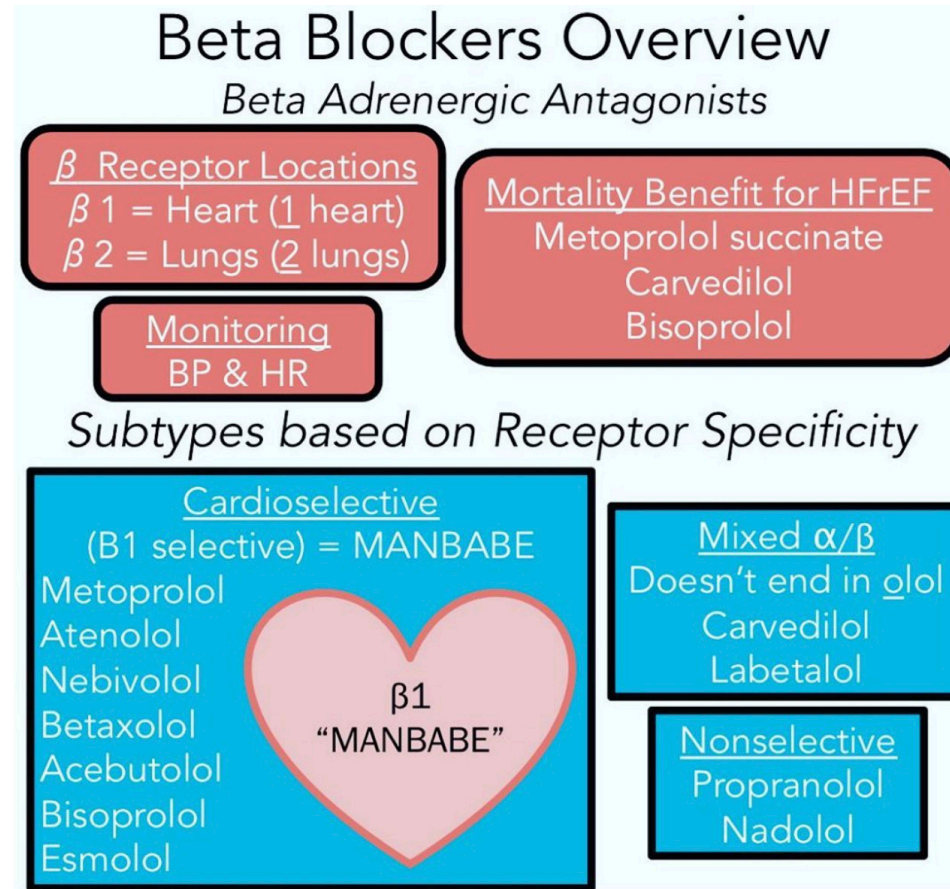 Beta Blockers Overview
Beta Adrenergic Antagonists
β Receptor Locations
β 1 = Heart (1 heart)
β 2 = Lungs (2 lungs)
Mortality Benefit for HFrEF
Metoprolol succinate
Carvedilol
Bisoprolol
Monitoring
BP & HR
Subtypes based on Receptor Specificity
Cardioselective
(B1 selective) = MANBABE
Metoprolol
Atenolol
Nebivolol
Betaxolol
Acebutolol
Bisoprolol
Esmolol
β1
“MANBABE”
Mixed α/β
Doesn’t end in olol
Carvedilol
Labetalol
Nonselective
Propranolol
Nadolol